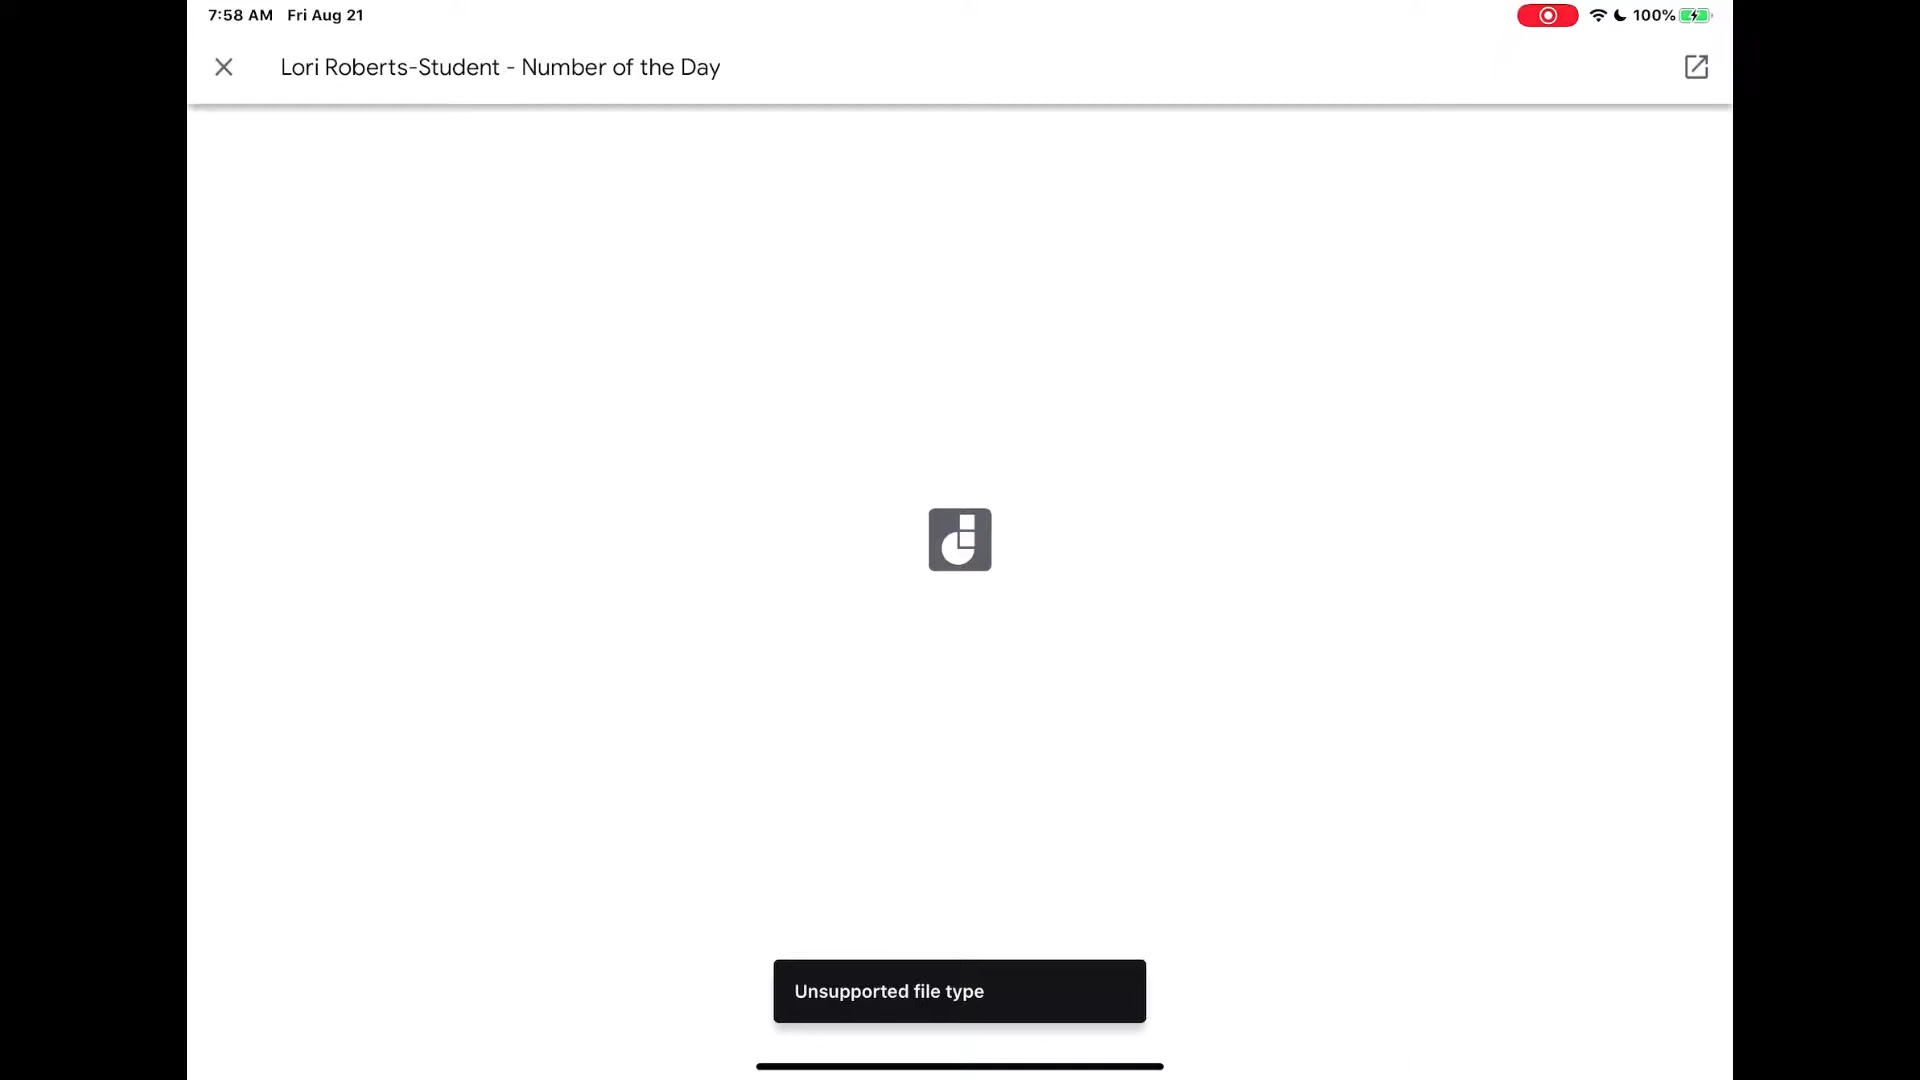 7:58 AM Fri Aug 21
100%
Lori Roberts-Student - Number of the Day
Unsupported file type